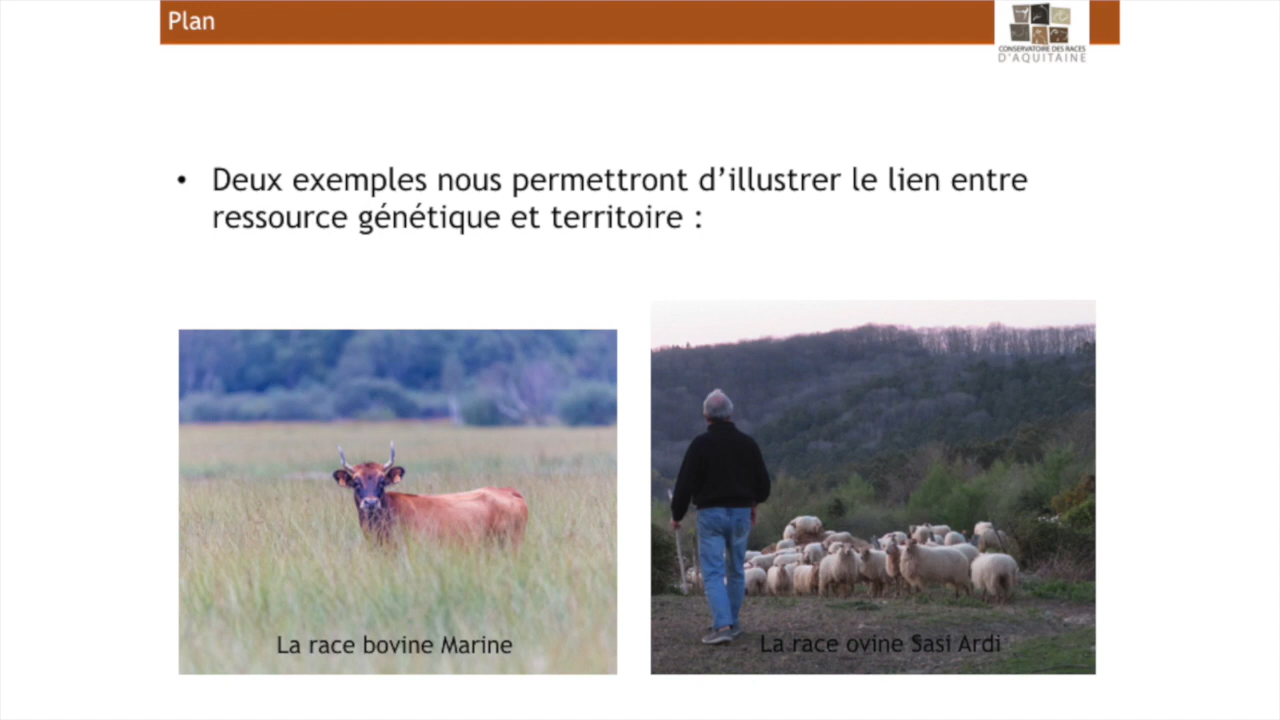 Plan
CONSERVATOIRE DES RACES
D'AQUITAINE
• Deux exemples nous permettront d’illustrer le lien entre
ressource génétique et territoire :
La race bovine Marine
La race ovine Sasi Ardi